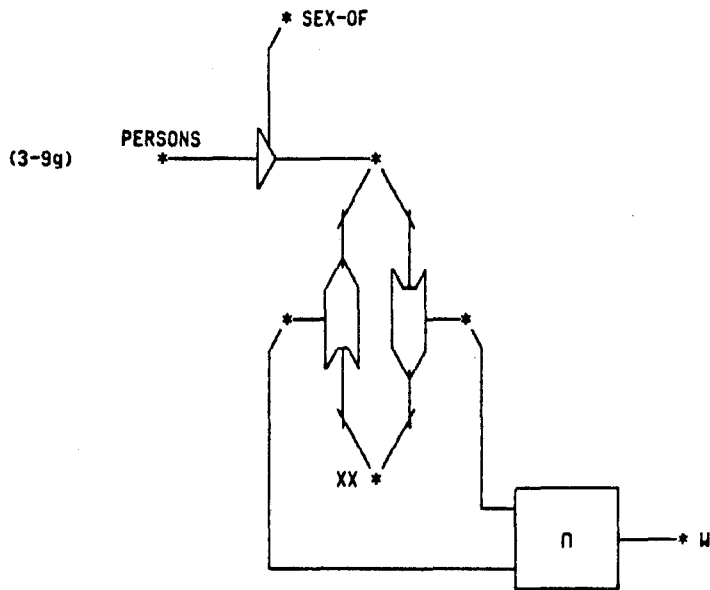 * SEX-OF
PERSONS
(3-9g) * *
* *
XX *
∩ * W